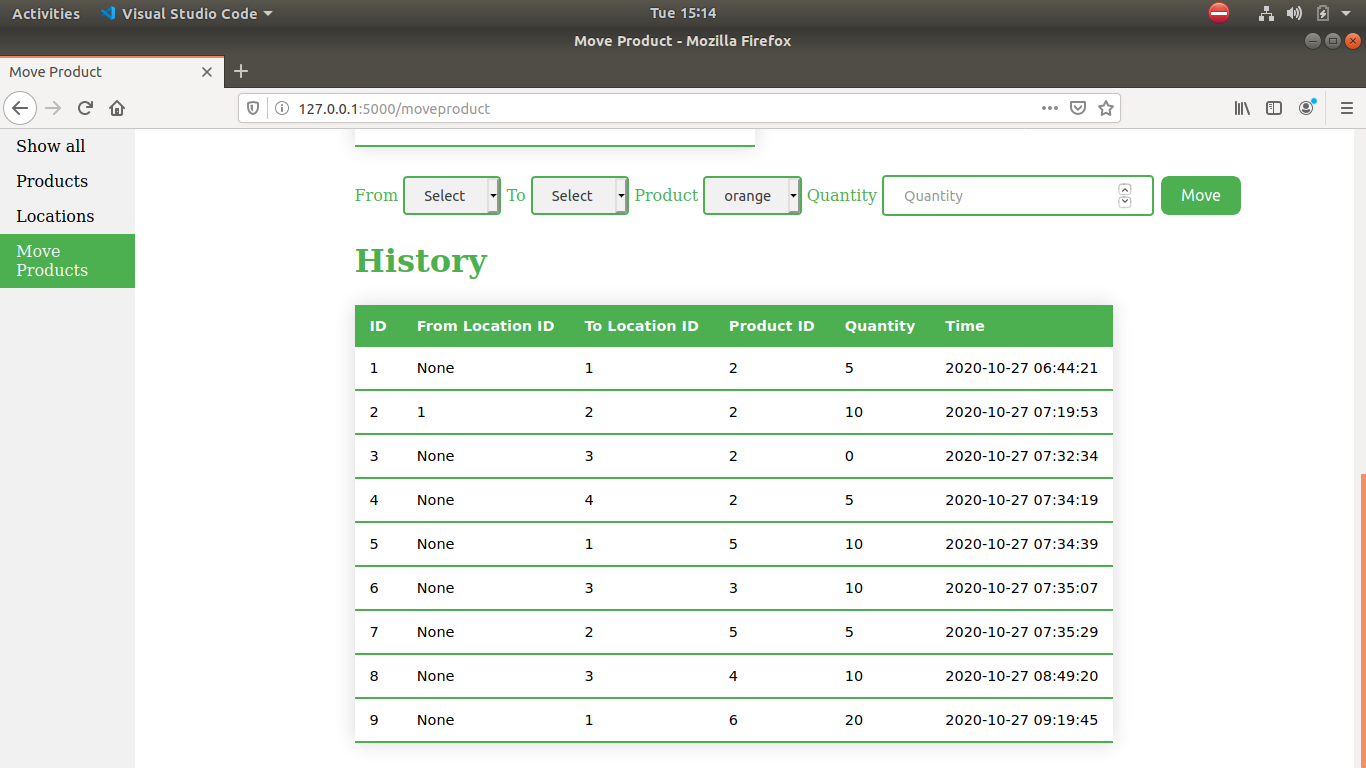 Activities Visual Studio Code Tue 15:14
Move Product - Mozilla Firefox
Move Product
127.0.0.1:5000/moveproduct
Show all
Products
Locations
Move
Products
From Select To Select Product orange Quantity Quantity Move
History
ID From Location ID To Location ID Product ID Quantity Time
1 None 1 2 5 2020-10-27 06:44:21
2 1 2 2 10 2020-10-27 07:19:53
3 None 3 2 0 2020-10-27 07:32:34
4 None 4 2 5 2020-10-27 07:34:19
5 None 1 5 10 2020-10-27 07:34:39
6 None 3 3 10 2020-10-27 07:35:07
7 None 2 5 5 2020-10-27 07:35:29
8 None 3 4 10 2020-10-27 08:49:20
9 None 1 6 20 2020-10-27 09:19:45